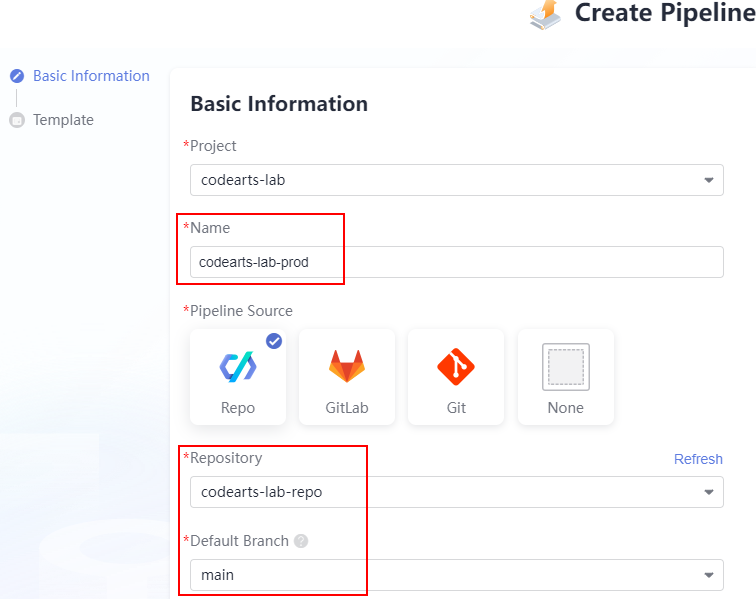 Create Pipeline
Basic Information
Template
Basic Information
*Project
codearts-lab
*Name
codearts-lab-prod
*Pipeline Source
Repo GitLab Git None
*Repository Refresh
codearts-lab-repo
*Default Branch ?
main